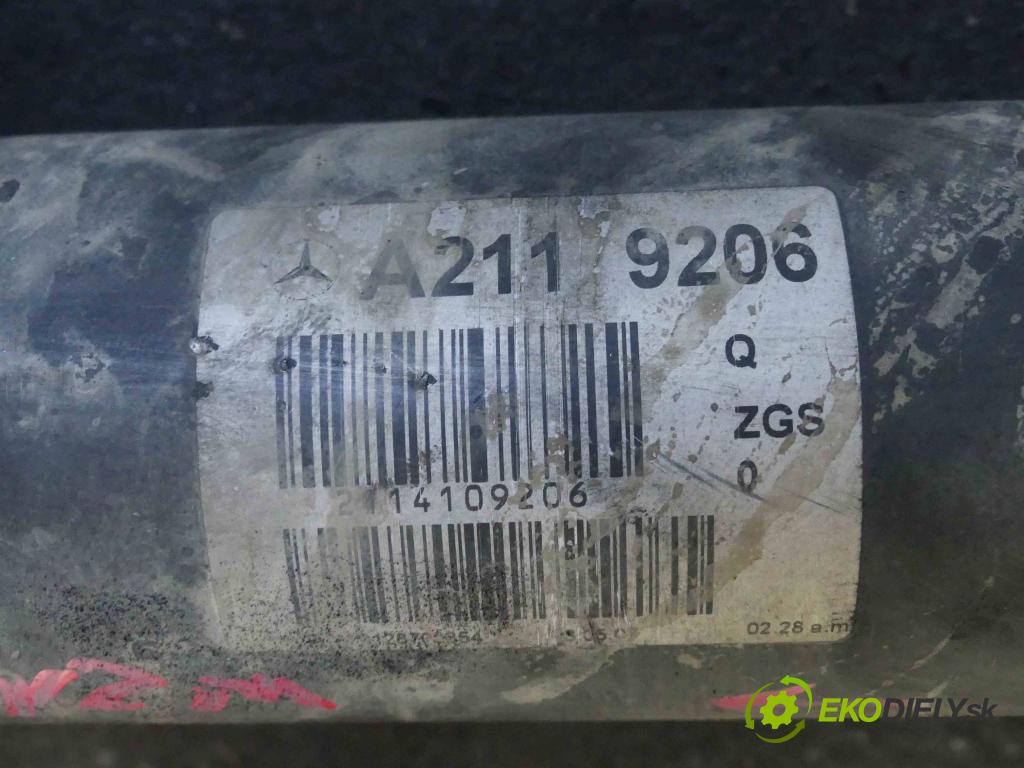 A211 9206
Q
ZGS
0
2114109206
02.28 a.m
EKODIELY.sk